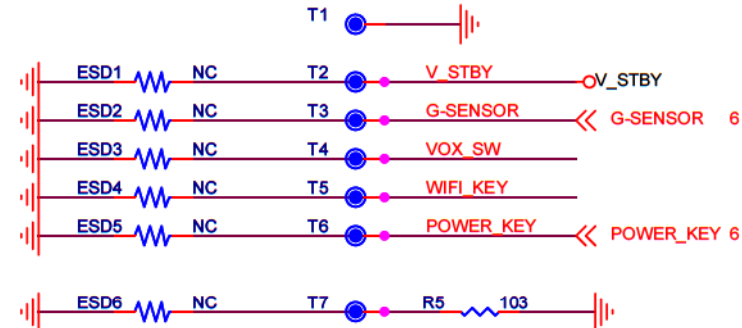 T1
ESD1 NC T2 V_STBY V_STBY
ESD2 NC T3 G-SENSOR G-SENSOR 6
ESD3 NC T4 VOX_SW
ESD4 NC T5 WIFI_KEY
ESD5 NC T6 POWER_KEY POWER_KEY 6
ESD6 NC T7 R5 103